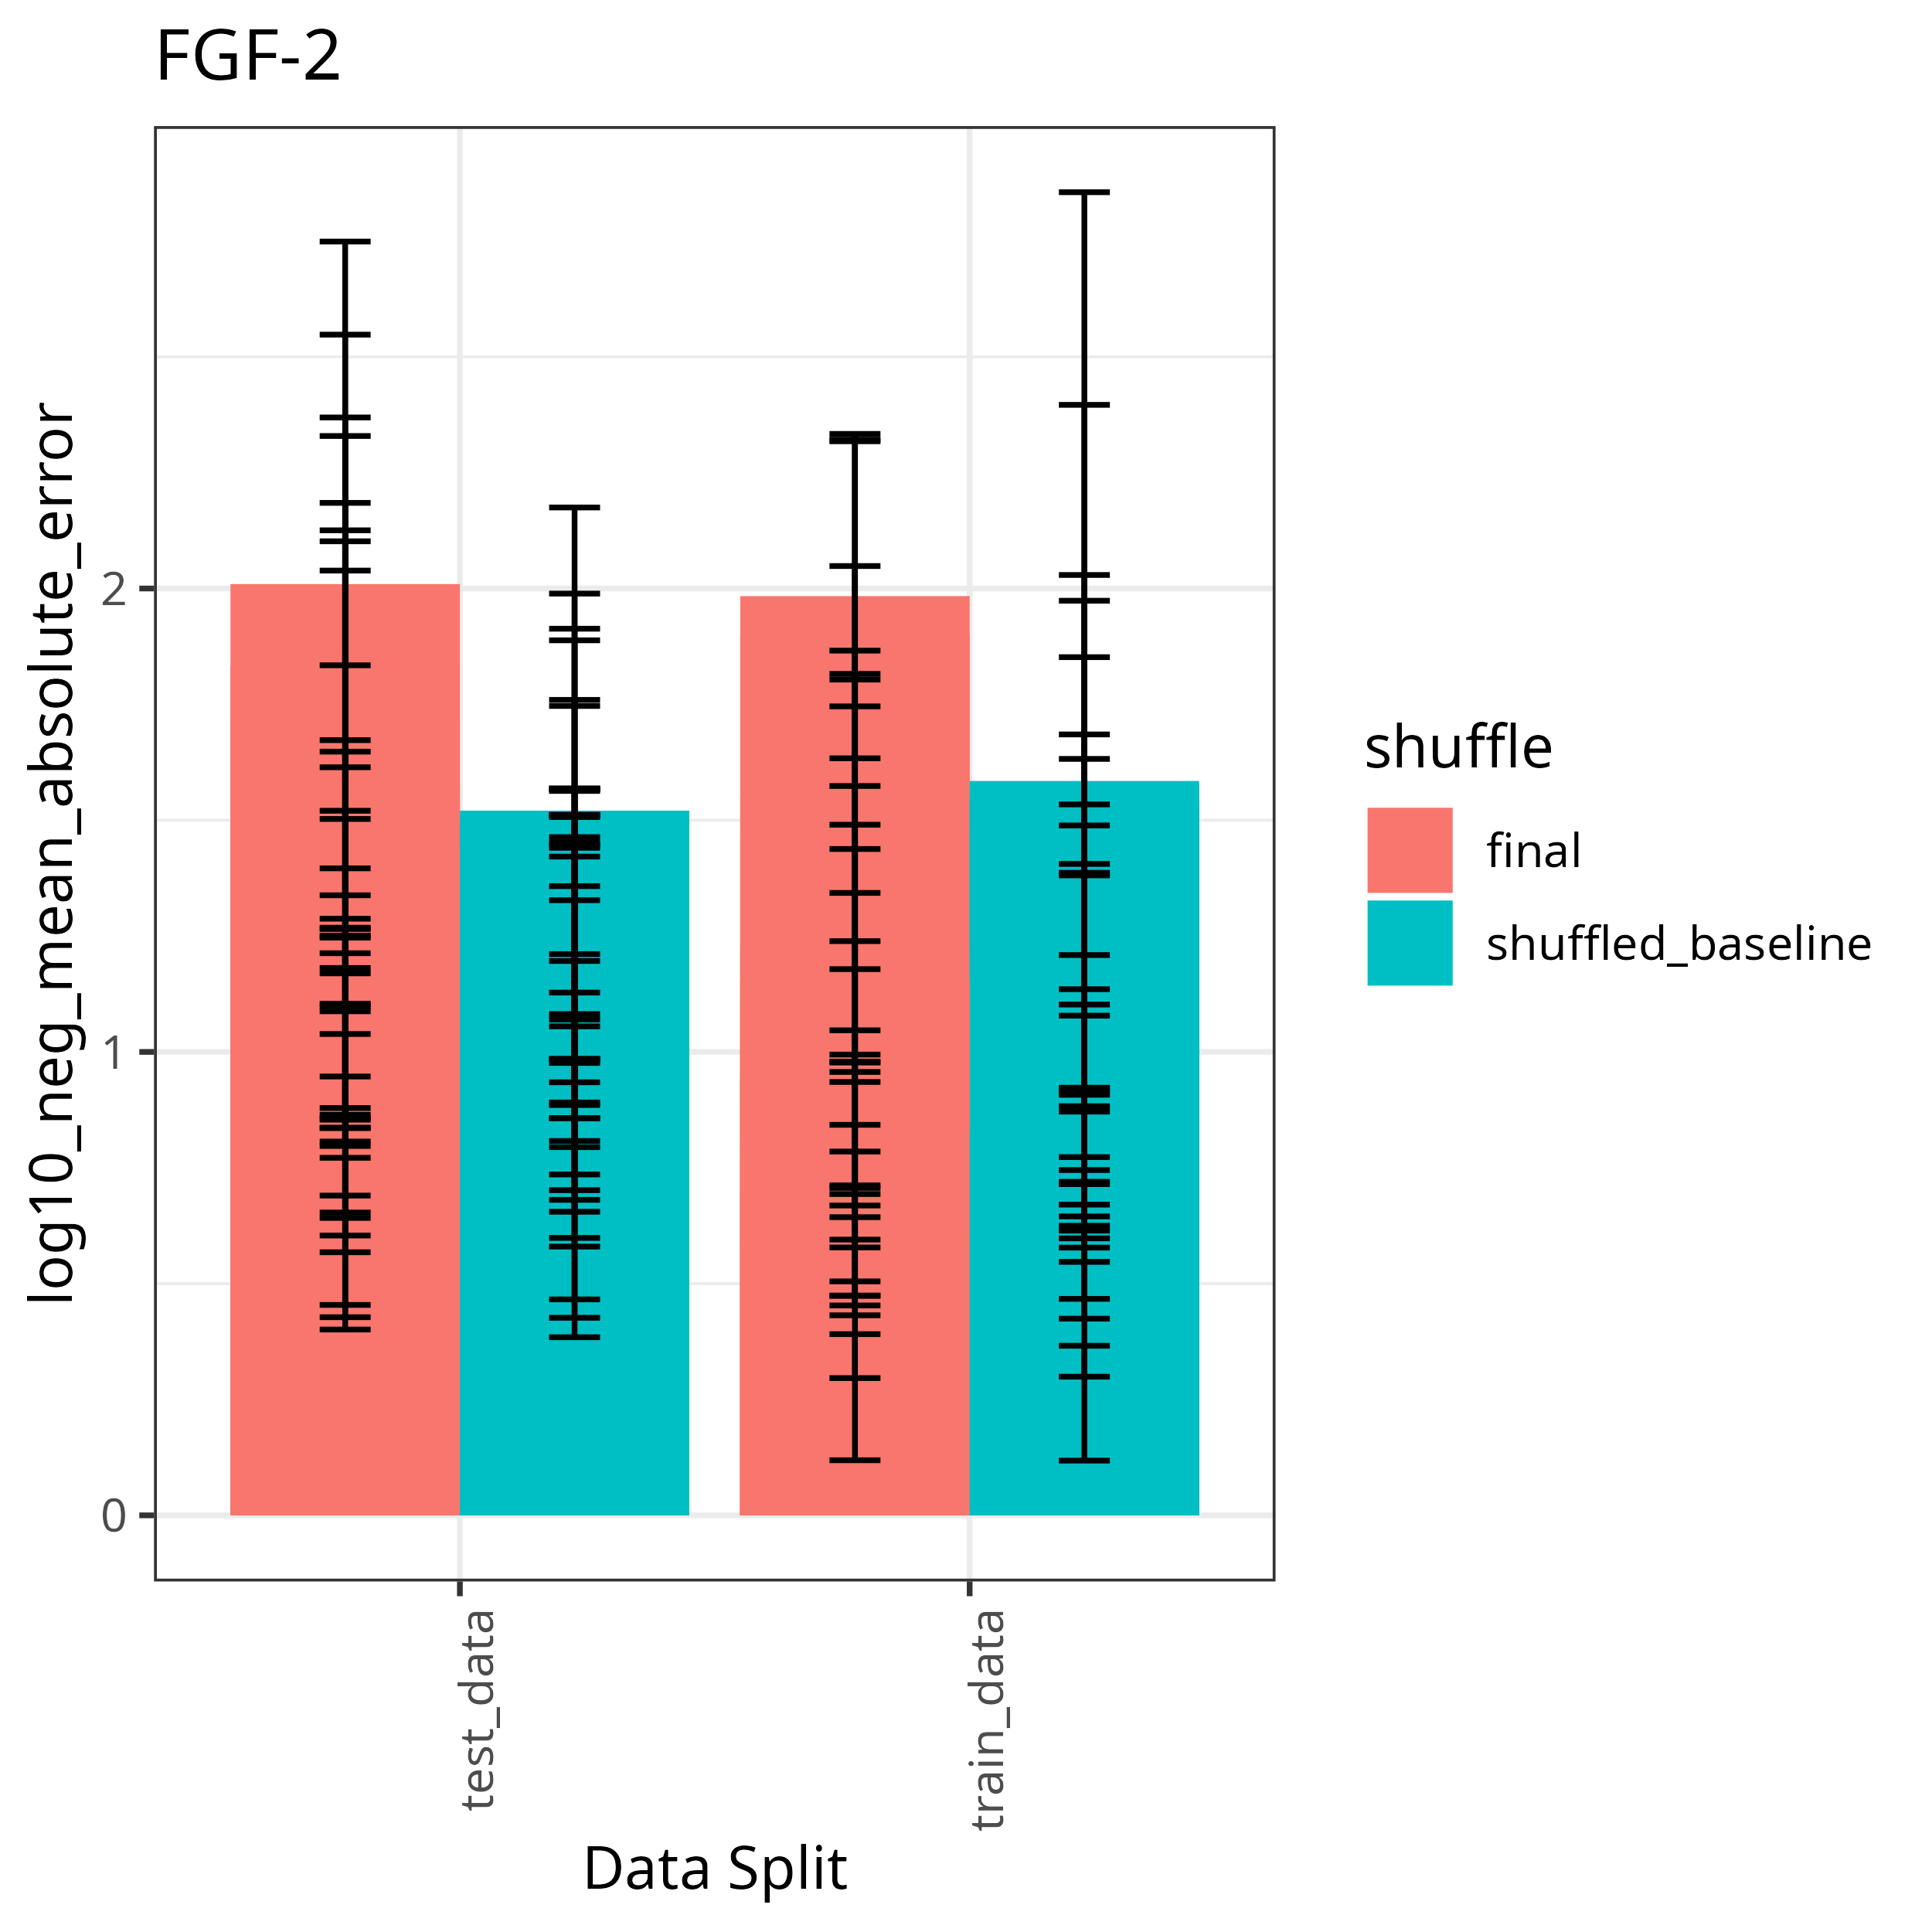 FGF-2
log10_neg_mean_absolute_error
2
1
0
test_data
train_data
Data Split
shuffle
final
shuffled_baseline